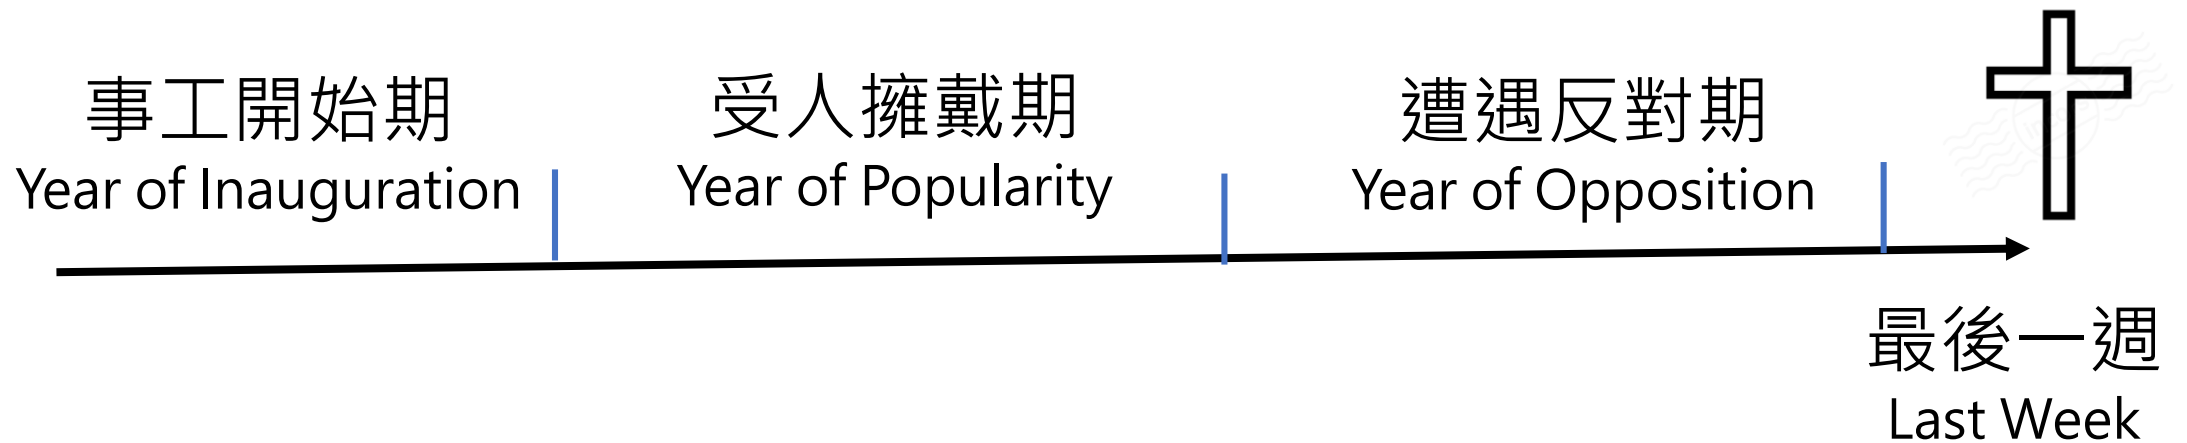 事工開始期
Year of Inauguration
受人擁戴期
Year of Popularity
遭遇反對期
Year of Opposition
最後一週
Last Week